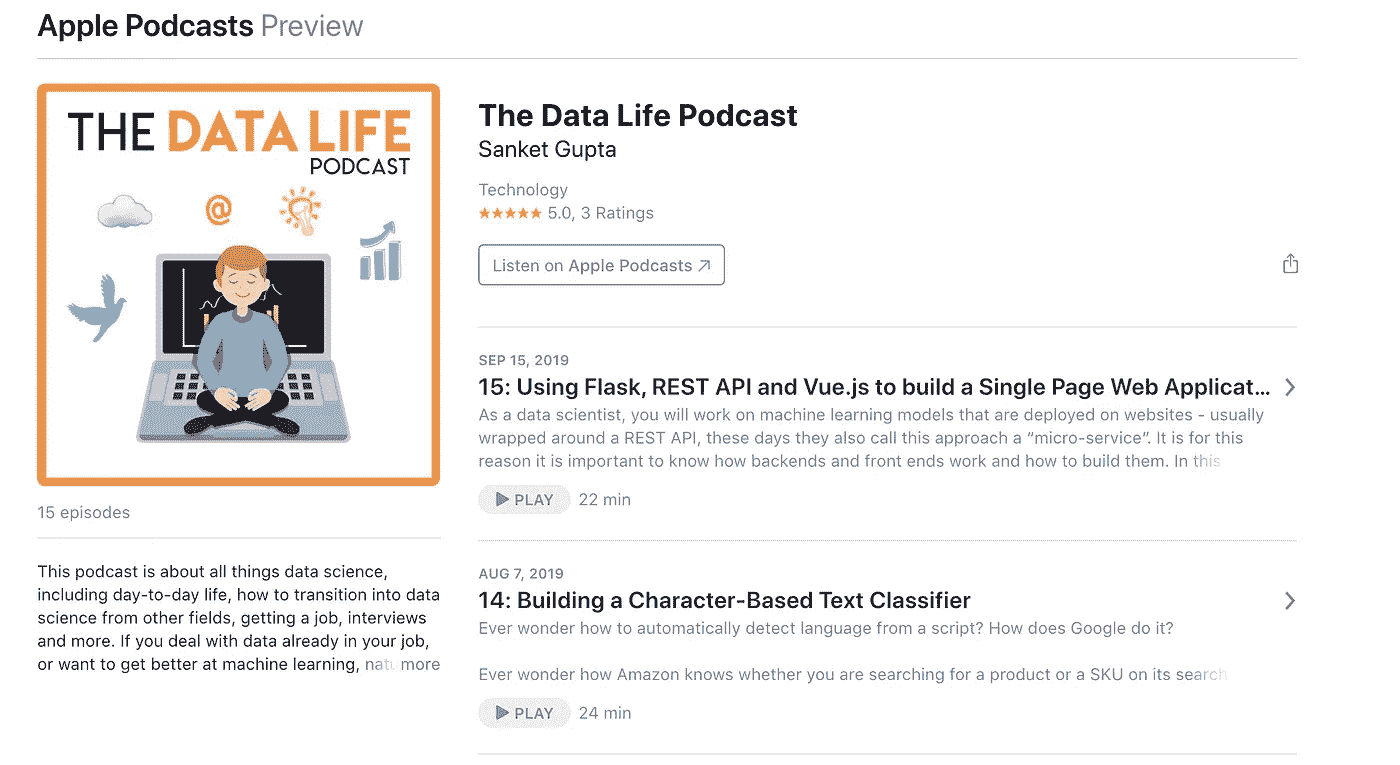 Apple Podcasts Preview
THE DATA LIFE
PODCAST
@
15 episodes
This podcast is about all things data science,
including day-to-day life, how to transition into data
science from other fields, getting a job, interviews
and more. If you deal with data already in your job,
or want to get better at machine learning, natu more
The Data Life Podcast
Sanket Gupta
Technology
★★★★★ 5.0, 3 Ratings
Listen on Apple Podcasts ↗
SEP 15, 2019
15: Using Flask, REST API and Vue.js to build a Single Page Web Applicat...
As a data scientist, you will work on machine learning models that are deployed on websites - usually
wrapped around a REST API, these days they also call this approach a “micro-service”. It is for this
reason it is important to know how backends and front ends work and how to build them. In this
PLAY 22 min
AUG 7, 2019
14: Building a Character-Based Text Classifier
Ever wonder how to automatically detect language from a script? How does Google do it?
Ever wonder how Amazon knows whether you are searching for a product or a SKU on its search
PLAY 24 min